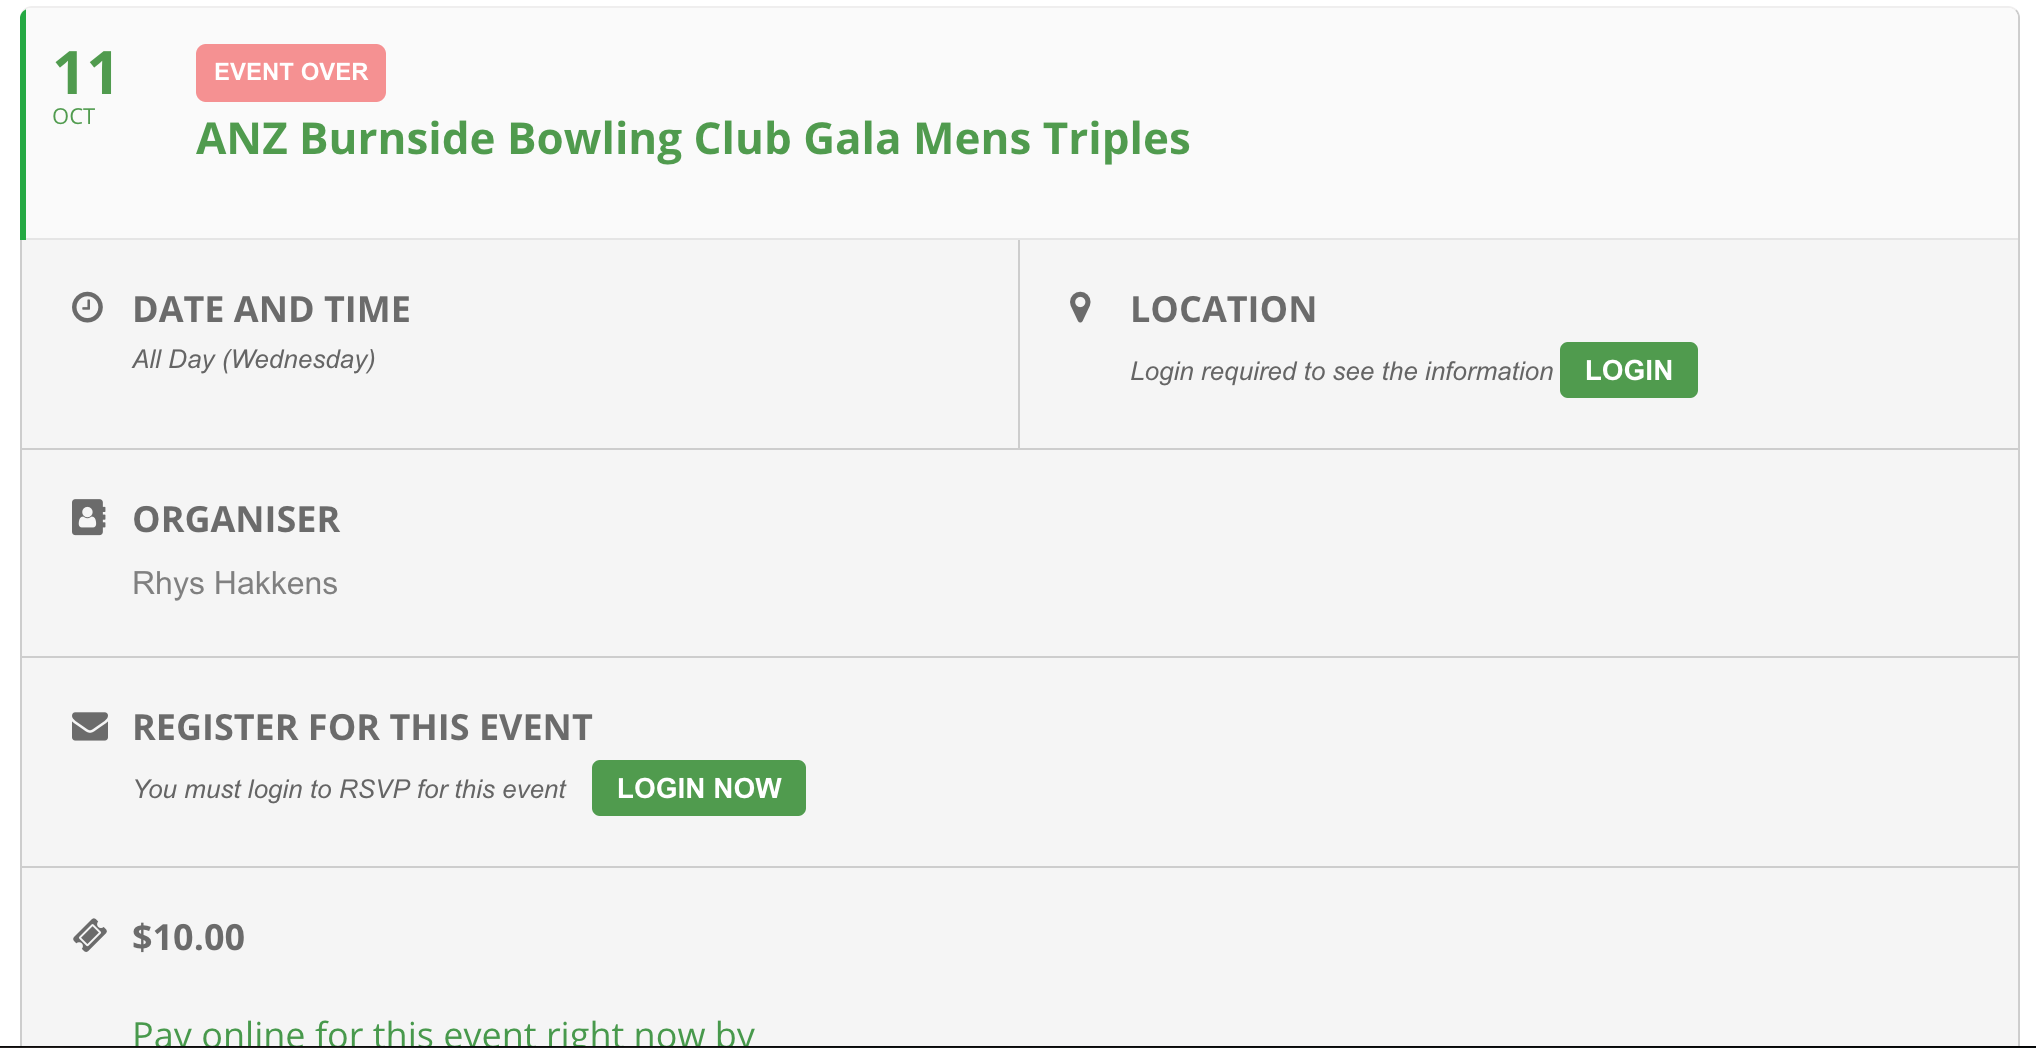 11
OCT
EVENT OVER
ANZ Burnside Bowling Club Gala Mens Triples
DATE AND TIME
All Day (Wednesday)
LOCATION
Login required to see the information LOGIN
ORGANISER
Rhys Hakkens
REGISTER FOR THIS EVENT
You must login to RSVP for this event LOGIN NOW
$10.00
Pay online for this event right now by